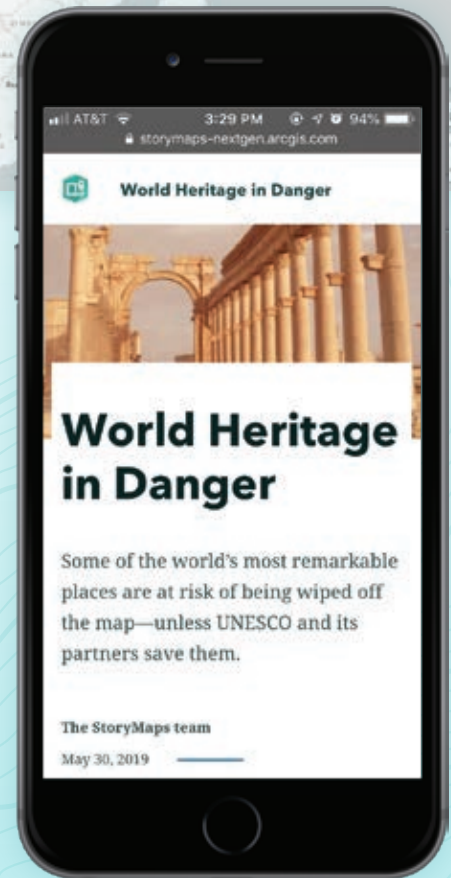 AT&T 3:29 PM 94%
storymaps-nextgen.arcgis.com
World Heritage in Danger
World Heritage
in Danger
Some of the world's most remarkable
places are at risk of being wiped off
the map—unless UNESCO and its
partners save them.
The StoryMaps team
May 30, 2019